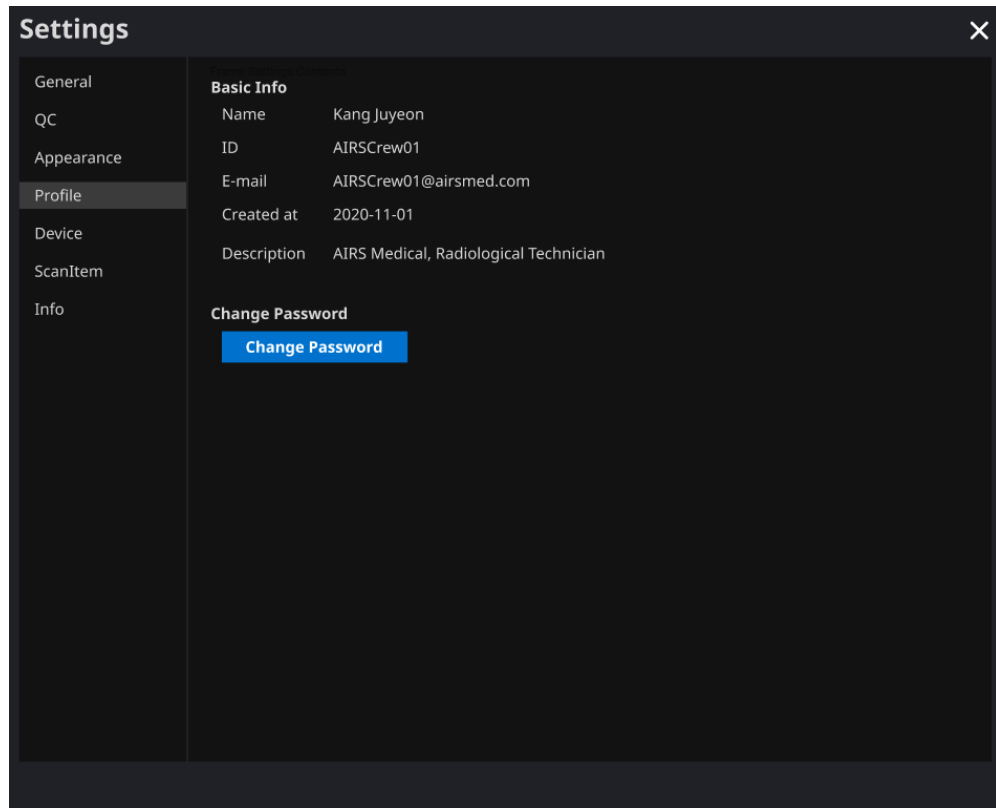 Settings
General
QC
Appearance
Profile
Device
ScanItem
Info
Basic Info
Name Kang Juyeon
ID AIRSCrew01
E-mail AIRSCrew01@airsmed.com
Created at 2020-11-01
Description AIRS Medical, Radiological Technician
Change Password
Change Password